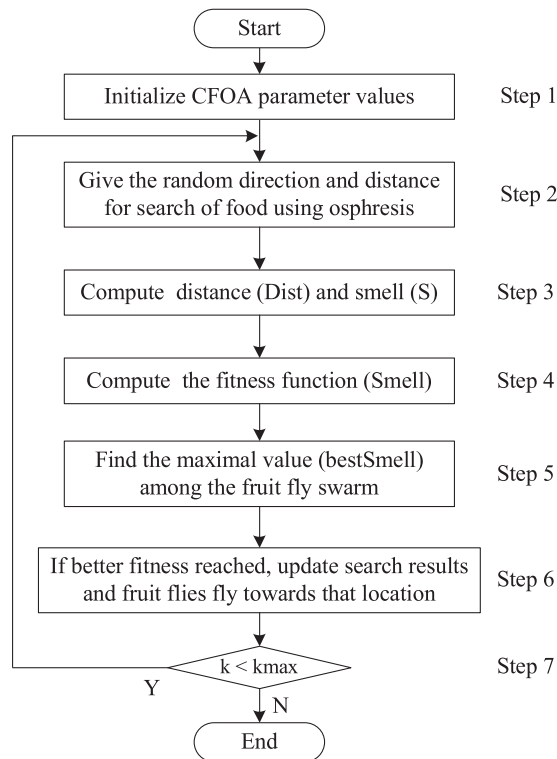 Start
Initialize CFOA parameter values
Step 1
Give the random direction and distance
for search of food using osphresis
Step 2
Compute distance (Dist) and smell (S)
Step 3
Compute the fitness function (Smell)
Step 4
Find the maximal value (bestSmell)
among the fruit fly swarm
Step 5
If better fitness reached, update search results
and fruit flies fly towards that location
Step 6
k < kmax
Step 7
Y
N
End